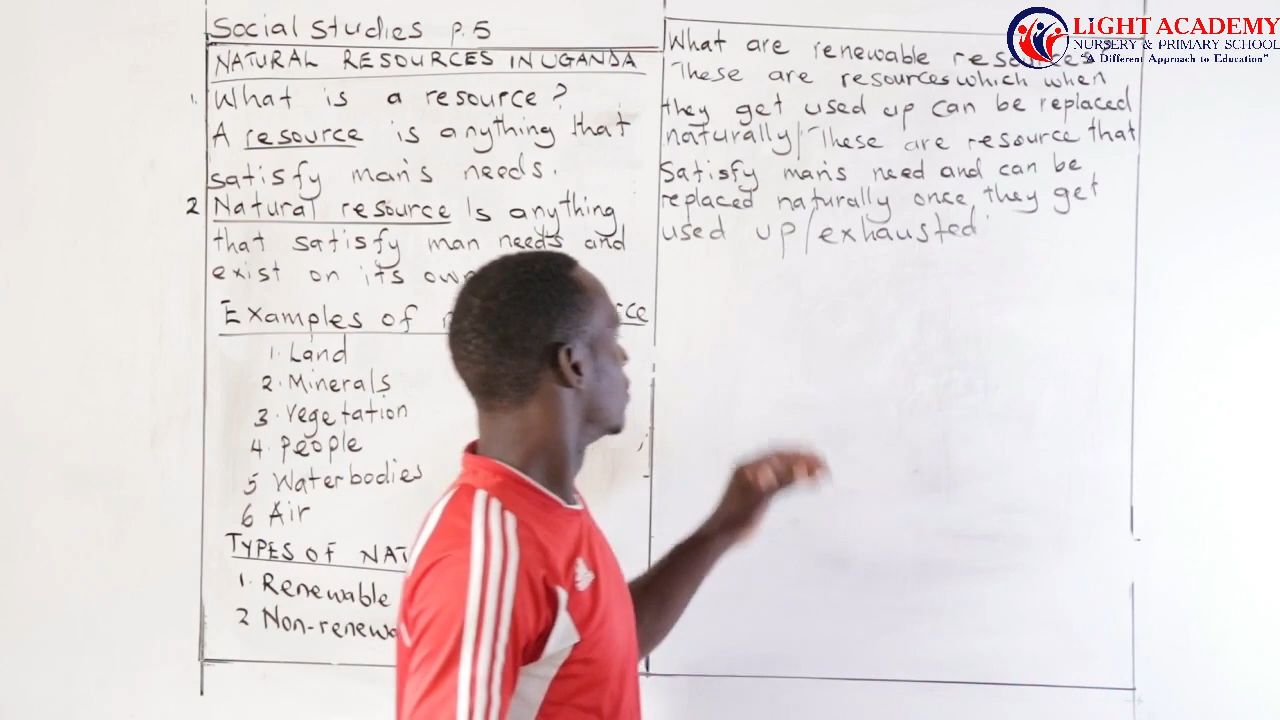 Social Studies p.5
NATURAL RESOURCES IN UGANDA
1. What is a resource?
A resource is anything that
satisfy man's needs.
2 Natural resource Is anything
that satisfy man needs and
exist on its own
Examples of
1. Land
2. Minerals
3. Vegetation
4. People
5 Waterbodies
6 Air
TYPES OF NAT
1. Renewable
2 Non-renewa
What are renewable
These are resources which when
they get used up can be replaced
naturally/These are resource that
Satisfy man's need and can be
replaced naturally once they get
used up/exhausted
LIGHT ACADEMY
NURSERY & PRIMARY SCHOOL
"A Different Approach to Education"